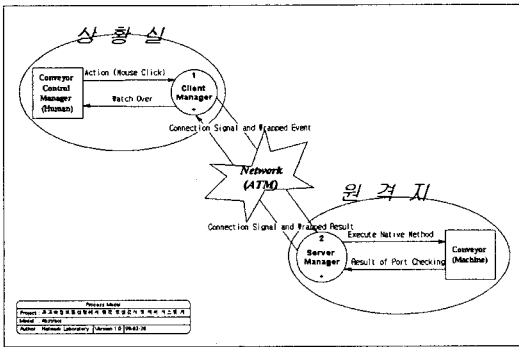 상 황 실
Conveyor
Control
Manager
(Human)
Action (Mouse Click)
Watch Over
1
Client
Manager
Connection Signal and Wrapped Event
Network
(ATM)
원 격 지
Connection Signal and Wrapped Result
2
Server
Manager
Execute Native Method
Result of Port Checking
Conveyor
(Machine)
Process Model
Project :
Model : Abstract
Author : Network Laboratory Version 1.0